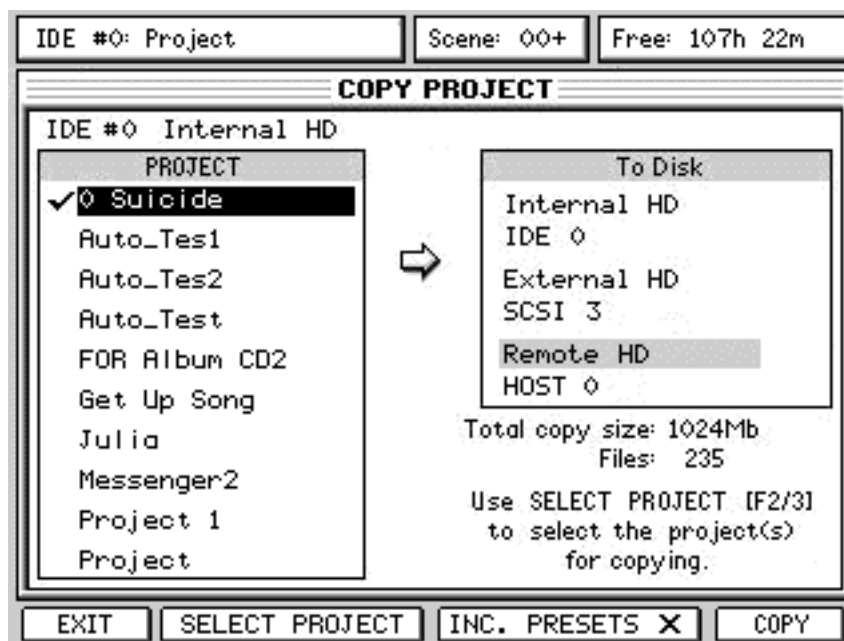 IDE #0: Project
Scene: 00+
Free: 107h 22m
COPY PROJECT
IDE #0 Internal HD
PROJECT
0 Suicide
Auto_Tes1
Auto_Tes2
Auto_Test
FOR Album CD2
Get Up Song
Julia
Messenger2
Project 1
Project
To Disk
Internal HD
IDE 0
External HD
SCSI 3
Remote HD
HOST 0
Total copy size: 1024Mb
Files: 235
Use SELECT PROJECT [F2/3]
to select the project(s)
for copying.
EXIT
SELECT PROJECT
INC. PRESETS X
COPY